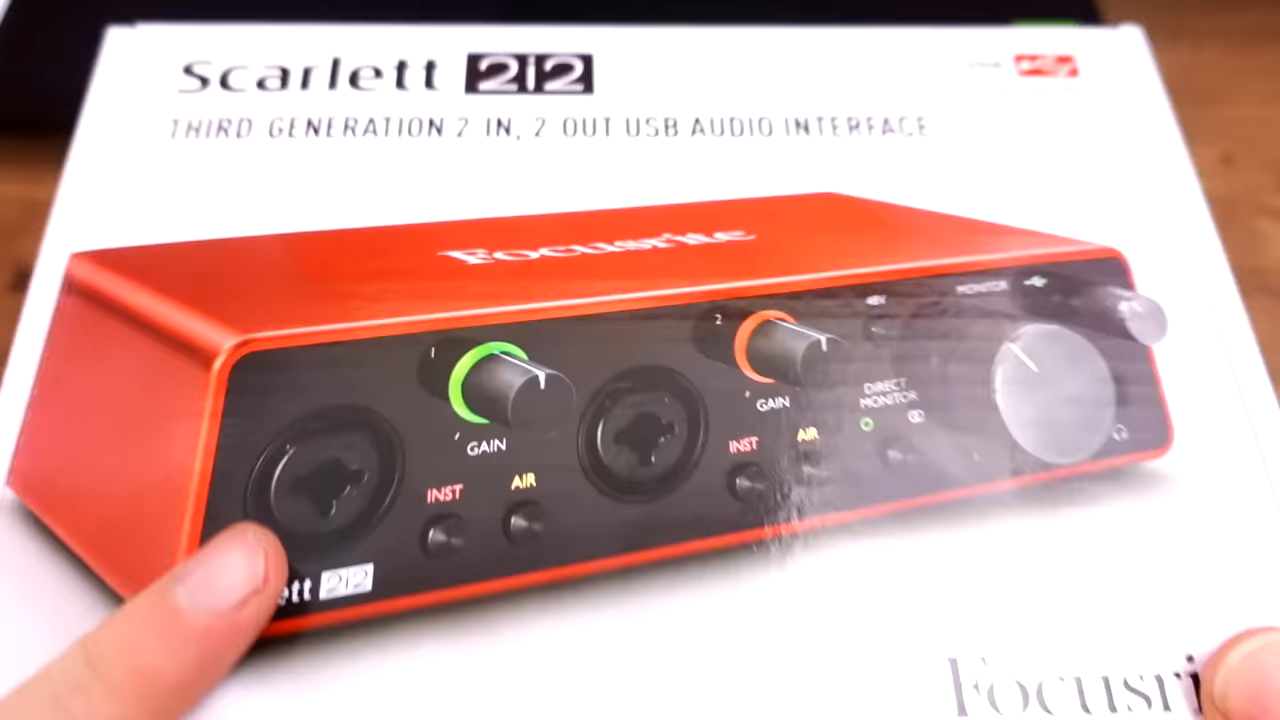 Scarlett 2i2
THIRD GENERATION 2 IN, 2 OUT USB AUDIO INTERFACE
Focusrite
1
GAIN
INST
AIR
2
GAIN
INST
AIR
48V
DIRECT
MONITOR
MONITOR
ett 2i2
Focusri